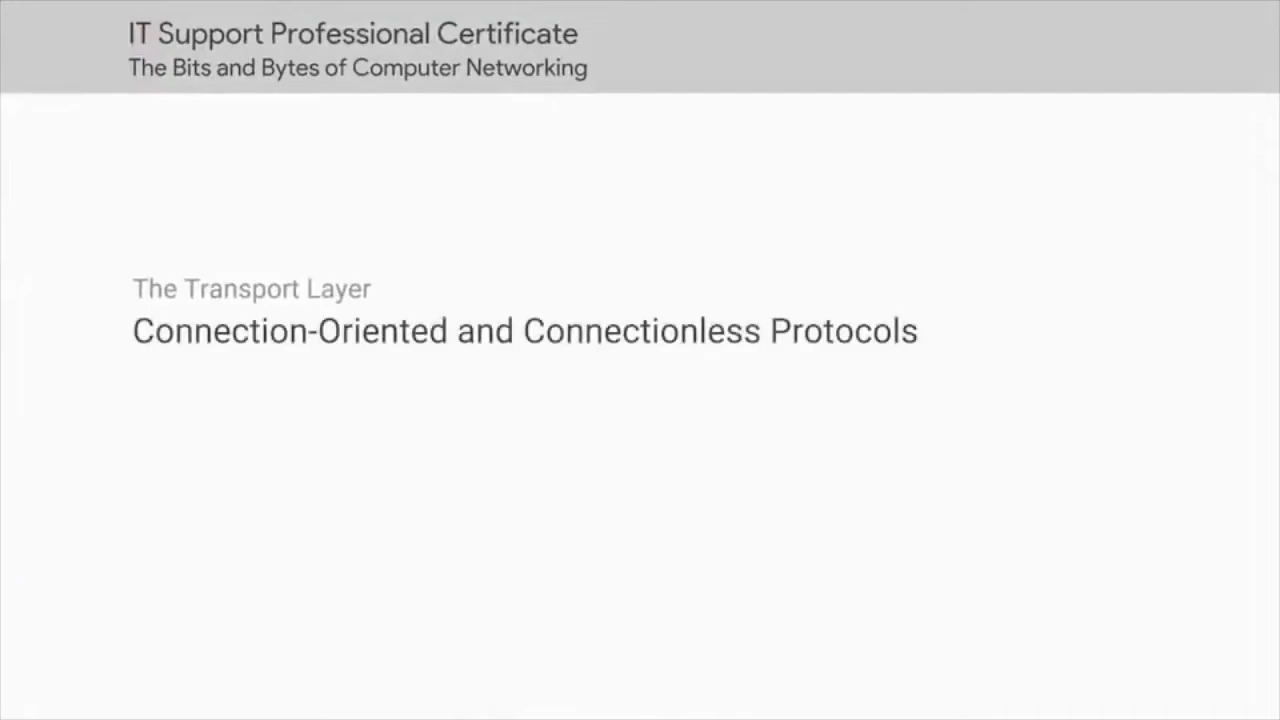 IT Support Professional Certificate
The Bits and Bytes of Computer Networking
The Transport Layer
Connection-Oriented and Connectionless Protocols